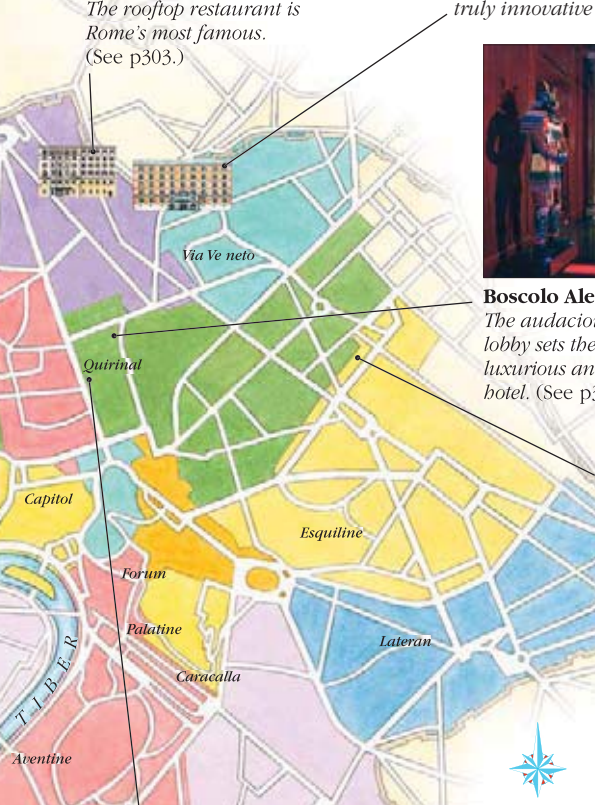 The rooftop restaurant is
Rome's most famous.
(See p303.)
truly innovative
Via Ve neto
Boscolo Ale
The audacio
lobby sets the
luxurious an
hotel. (See p3
Quirinal
Capitol
Esquiline
Forum
Palatine
Lateran
TIBER
Caracalla
Aventine